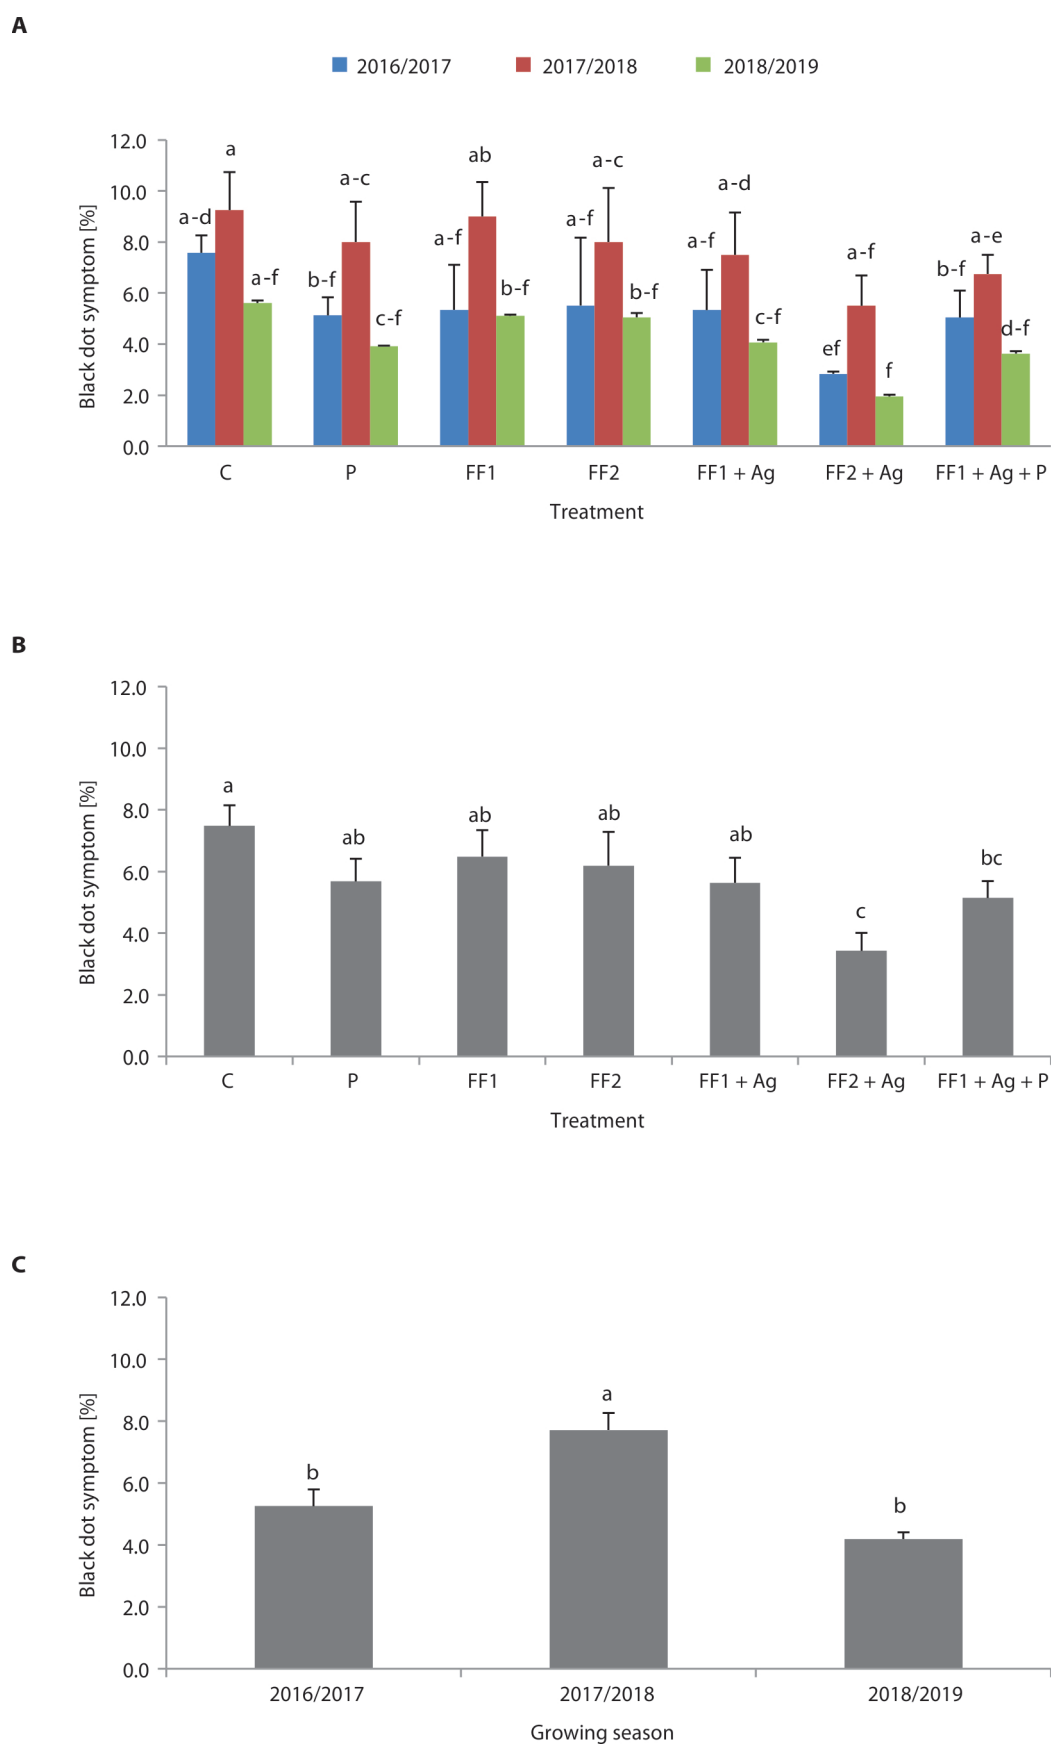 A
2016/2017 2017/2018 2018/2019
Black dot symptom [%]
12.0
10.0
8.0
6.0
4.0
2.0
0.0
a-d a a-f
b-f a-c c-f
a-f ab b-f
a-f a-c b-f
a-f a-d c-f
ef a-f f
b-f a-e d-f
C P FF1 FF2 FF1 + Ag FF2 + Ag FF1 + Ag + P
Treatment
B
Black dot symptom [%]
12.0
10.0
8.0
6.0
4.0
2.0
0.0
a ab ab ab ab c bc
C P FF1 FF2 FF1 + Ag FF2 + Ag FF1 + Ag + P
Treatment
C
Black dot symptom [%]
12.0
10.0
8.0
6.0
4.0
2.0
0.0
b a b
2016/2017 2017/2018 2018/2019
Growing season